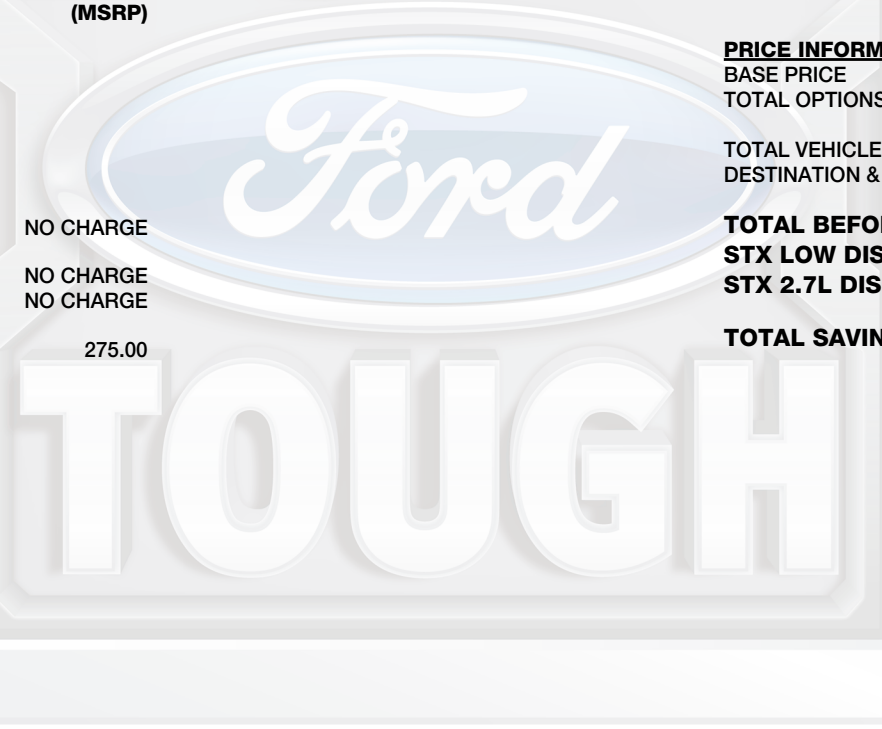 (MSRP)
NO CHARGE
NO CHARGE
NO CHARGE
275.00
PRICE INFORM
BASE PRICE
TOTAL OPTIONS
TOTAL VEHICLE
DESTINATION &
TOTAL BEFO
STX LOW DIS
STX 2.7L DIS
TOTAL SAVIN
Ford
TOUGH